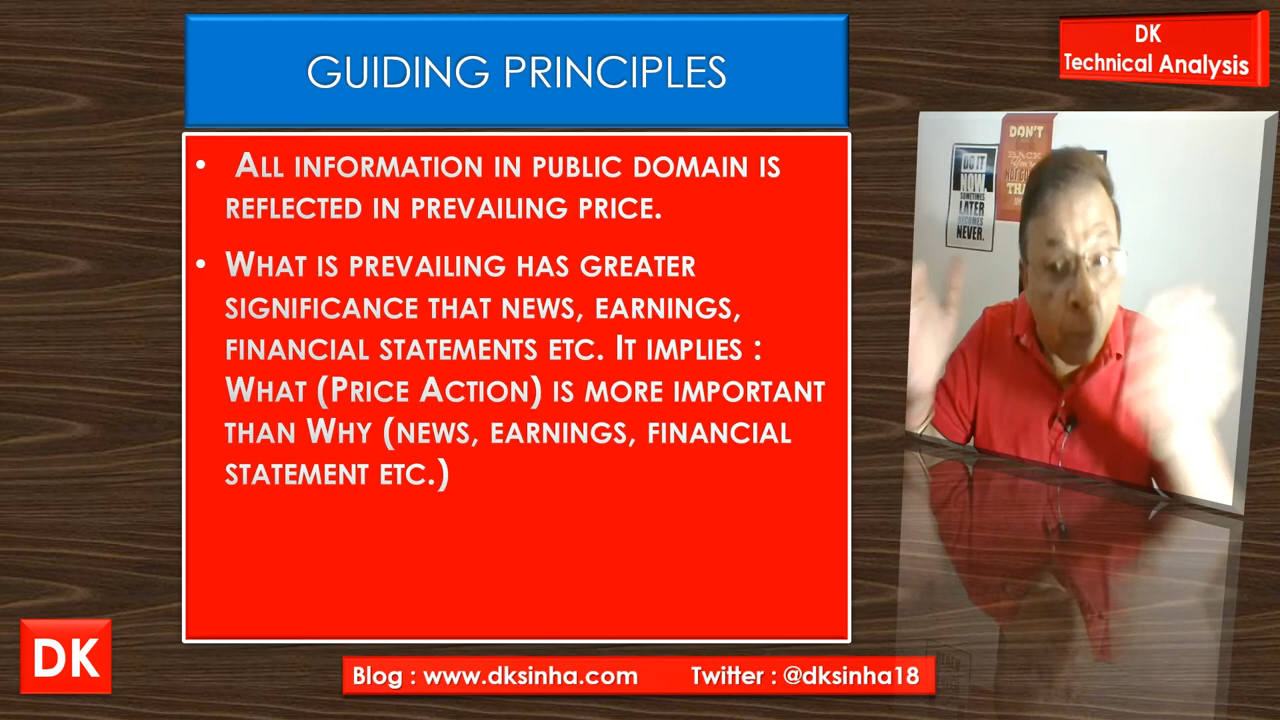 GUIDING PRINCIPLES
DK
Technical Analysis
• ALL INFORMATION IN PUBLIC DOMAIN IS
REFLECTED IN PREVAILING PRICE.
• WHAT IS PREVAILING HAS GREATER
SIGNIFICANCE THAT NEWS, EARNINGS,
FINANCIAL STATEMENTS ETC. IT IMPLIES :
WHAT (PRICE ACTION) IS MORE IMPORTANT
THAN WHY (NEWS, EARNINGS, FINANCIAL
STATEMENT ETC.)
DO IT
NOW.
SOMETIMES
LATER
BECOMES
NEVER.
DON'T
DK
Blog : www.dksinha.com Twitter : @dksinha18